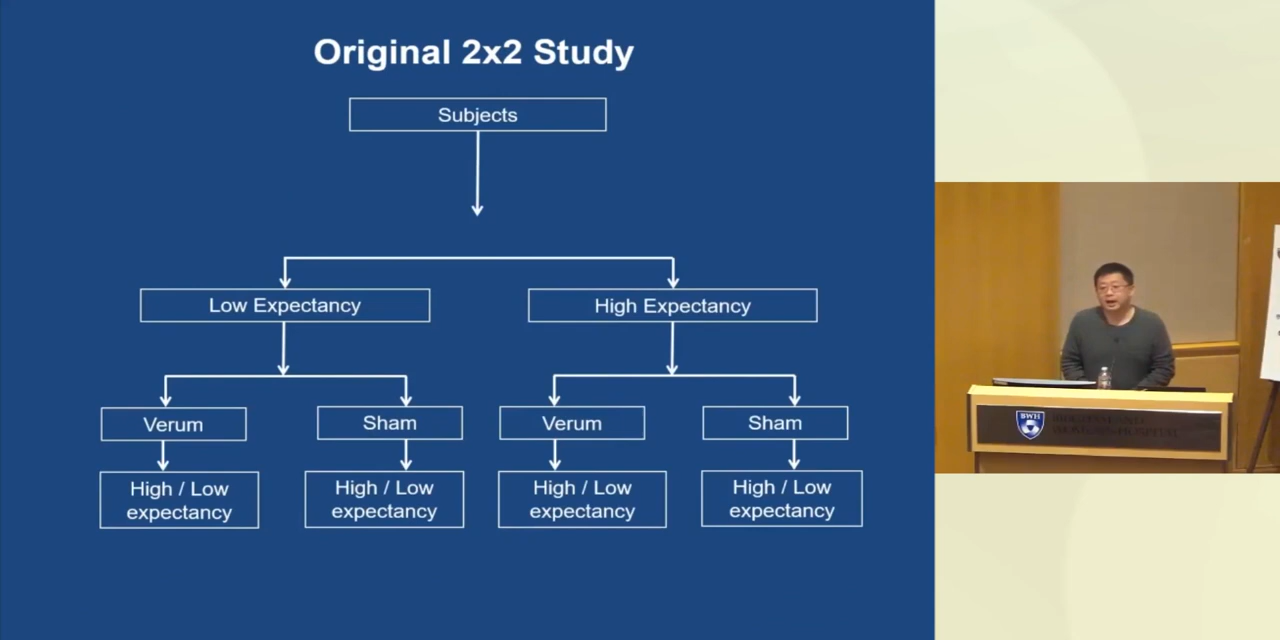 Original 2x2 Study
Subjects
Low Expectancy
High Expectancy
Verum
Sham
Verum
Sham
High / Low
expectancy
High / Low
expectancy
High / Low
expectancy
High / Low
expectancy
BWH